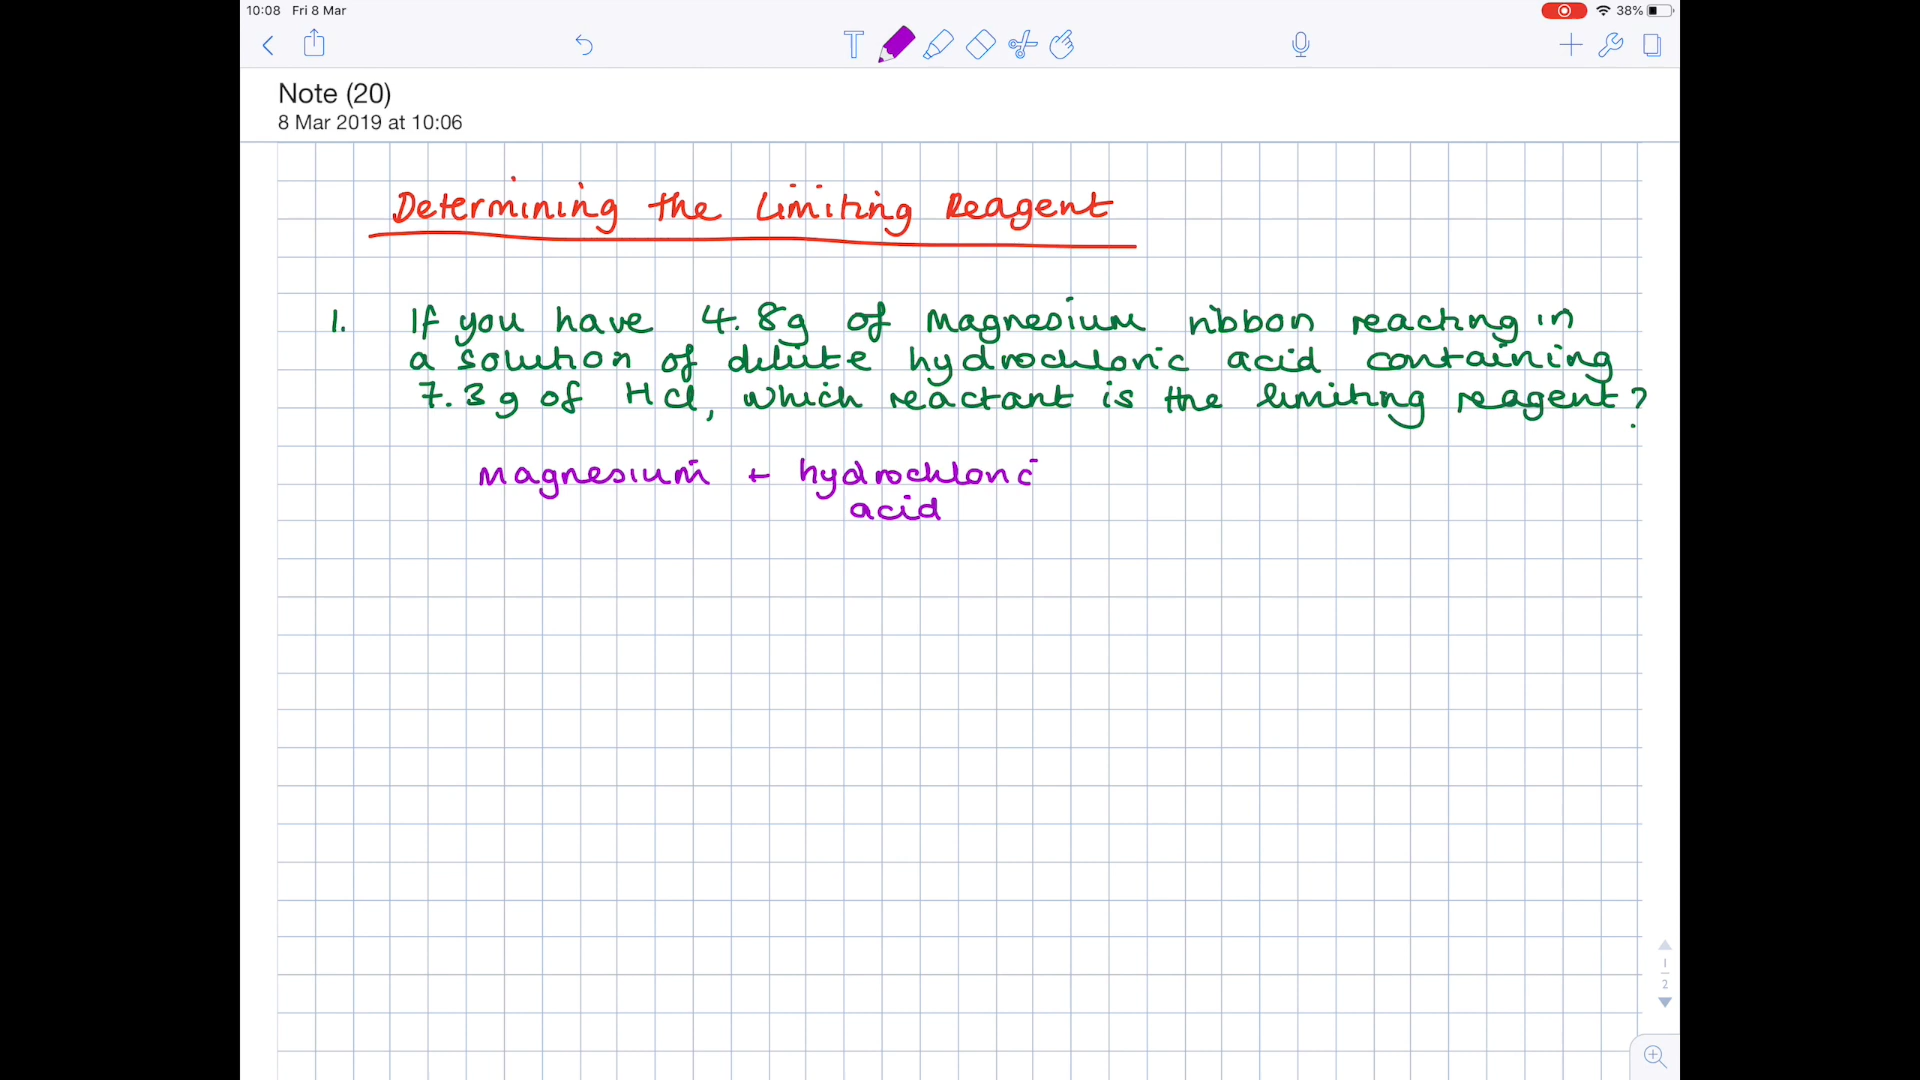 10:08 Fri 8 Mar
38%
T
Note (20)
8 Mar 2019 at 10:06
Determining the Limiting Reagent
1. If you have 4.8g of Magnesium ribbon reacting in
a solution of dilute hydrochloric acid containing
7.3g of HCl, which reactant is the limiting reagent?
magnesium + hydrochloric
acid
1
2